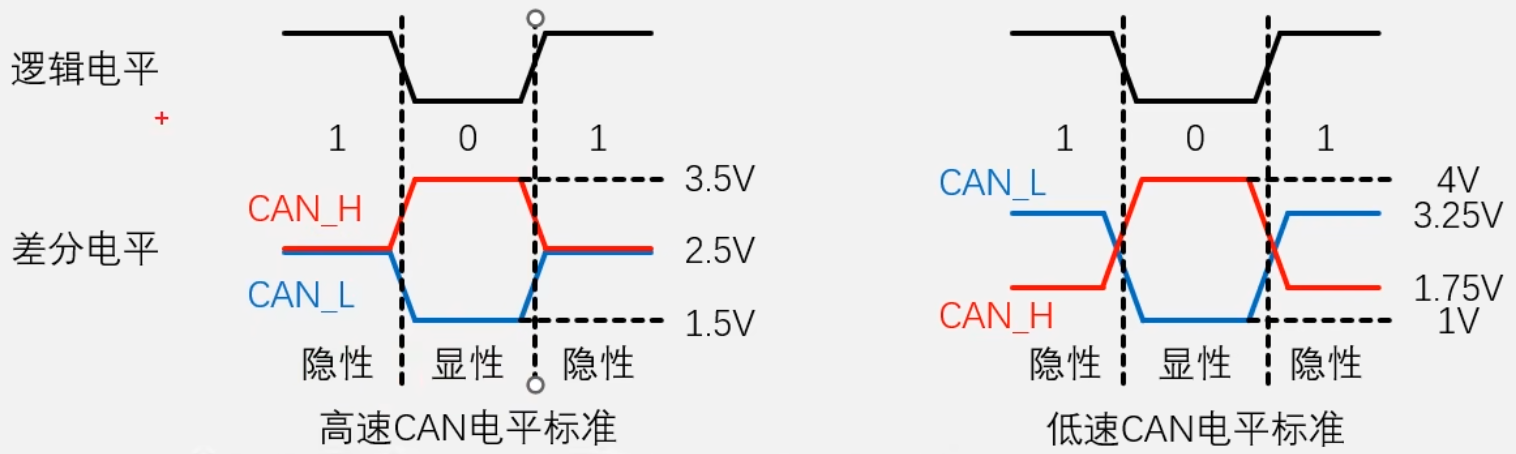 逻辑电平
1 0 1
1 0 1
CAN_H
差分电平
CAN_L
3.5V
2.5V
1.5V
隐性 显性 隐性
高速CAN电平标准
CAN_L
CAN_H
4V
3.25V
1.75V
1V
隐性 显性 隐性
低速CAN电平标准